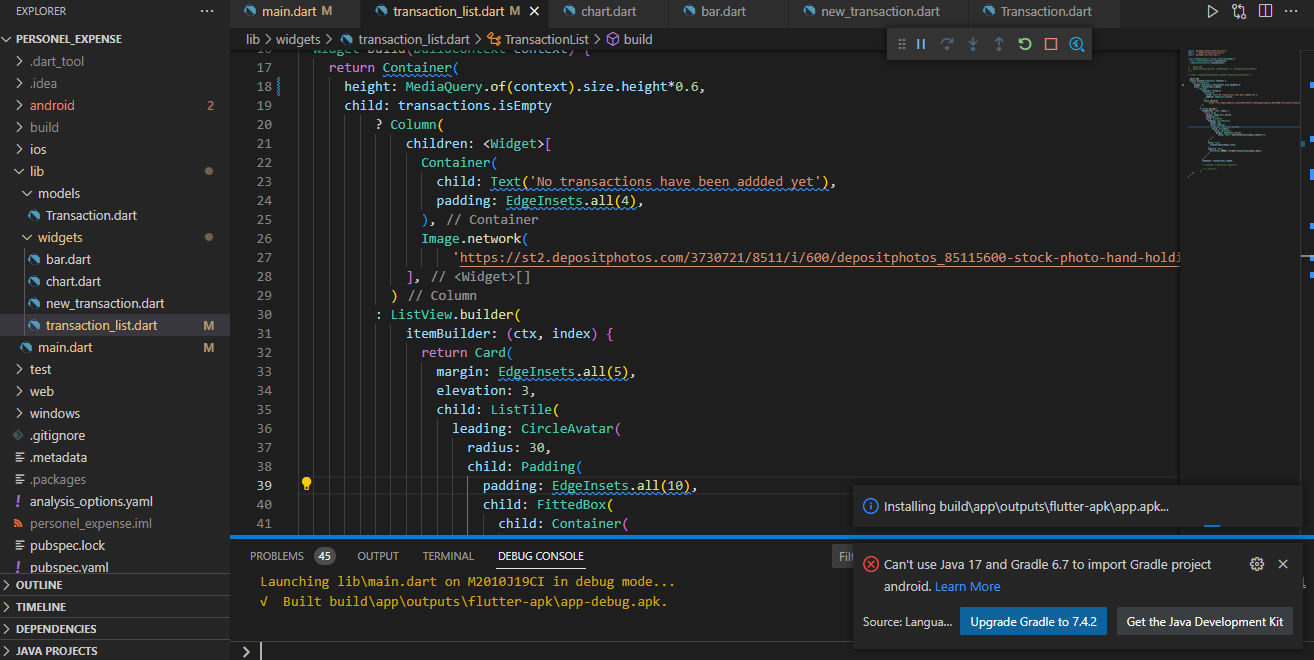 EXPLORER
PERSONEL_EXPENSE
.dart_tool
.idea
android 2
build
ios
lib
models
Transaction.dart
widgets
bar.dart
chart.dart
new_transaction.dart
transaction_list.dart M
main.dart M
test
web
windows
.gitignore
.metadata
.packages
analysis_options.yaml
personel_expense.iml
pubspec.lock
pubspec.yaml
OUTLINE
TIMELINE
DEPENDENCIES
JAVA PROJECTS
main.dart M
transaction_list.dart M
chart.dart
bar.dart
new_transaction.dart
Transaction.dart
lib > widgets > transaction_list.dart > TransactionList > build
16 Widget build(BuildContext context) {
17 return Container(
18 height: MediaQuery.of(context).size.height*0.6,
19 child: transactions.isEmpty
20 ? Column(
21 children: <Widget>[
22 Container(
23 child: Text('No transactions have been addded yet'),
24 padding: EdgeInsets.all(4),
25 ), // Container
26 Image.network(
27 'https://st2.depositphotos.com/3730721/8511/i/600/depositphotos_85115600-stock-photo-hand-holdi
28 ], // <Widget>[]
29 ) // Column
30 : ListView.builder(
31 itemBuilder: (ctx, index) {
32 return Card(
33 margin: EdgeInsets.all(5),
34 elevation: 3,
35 child: ListTile(
36 leading: CircleAvatar(
37 radius: 30,
38 child: Padding(
39 padding: EdgeInsets.all(10),
40 child: FittedBox(
41 child: Container(
PROBLEMS 45 OUTPUT TERMINAL DEBUG CONSOLE
Filt
Launching lib\main.dart on M2010J19CI in debug mode...
√ Built build\app\outputs\flutter-apk\app-debug.apk.
Installing build\app\outputs\flutter-apk\app.apk...
Can't use Java 17 and Gradle 6.7 to import Gradle project
android. Learn More
Source: Langua...
Upgrade Gradle to 7.4.2
Get the Java Development Kit